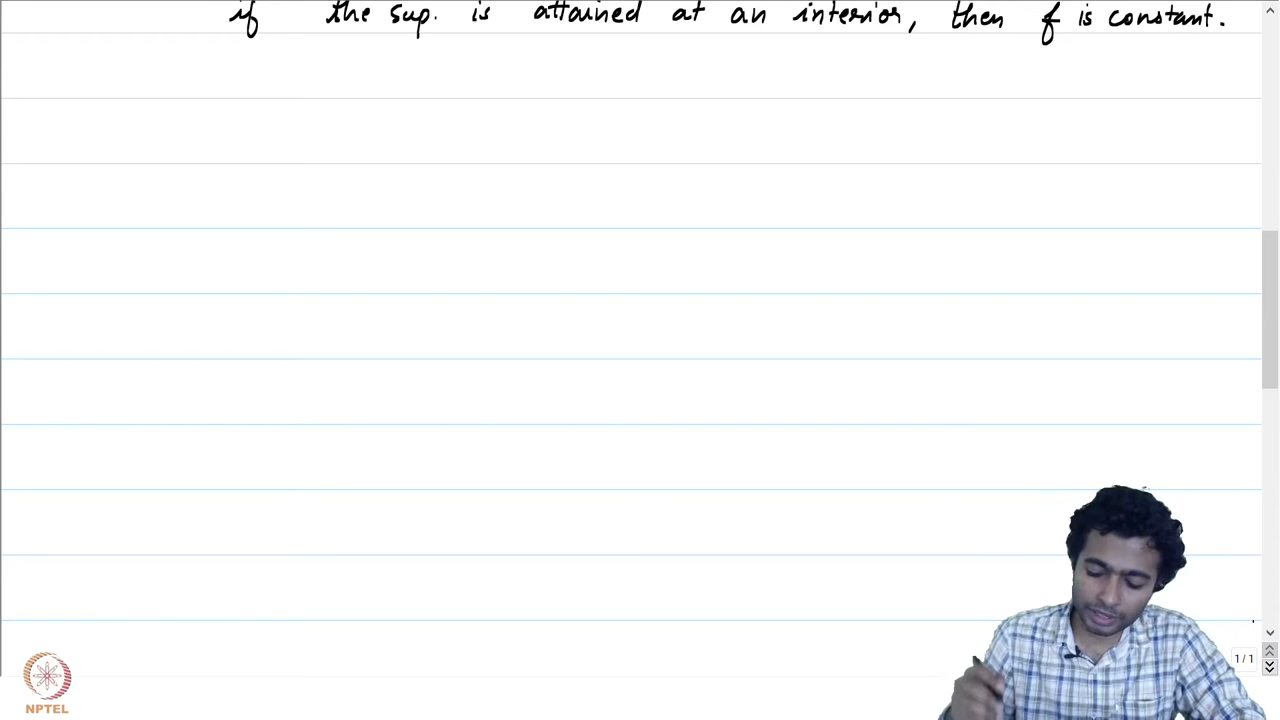 if the sup. is attained at an interior, then f is constant.
1 / 1
NPTEL